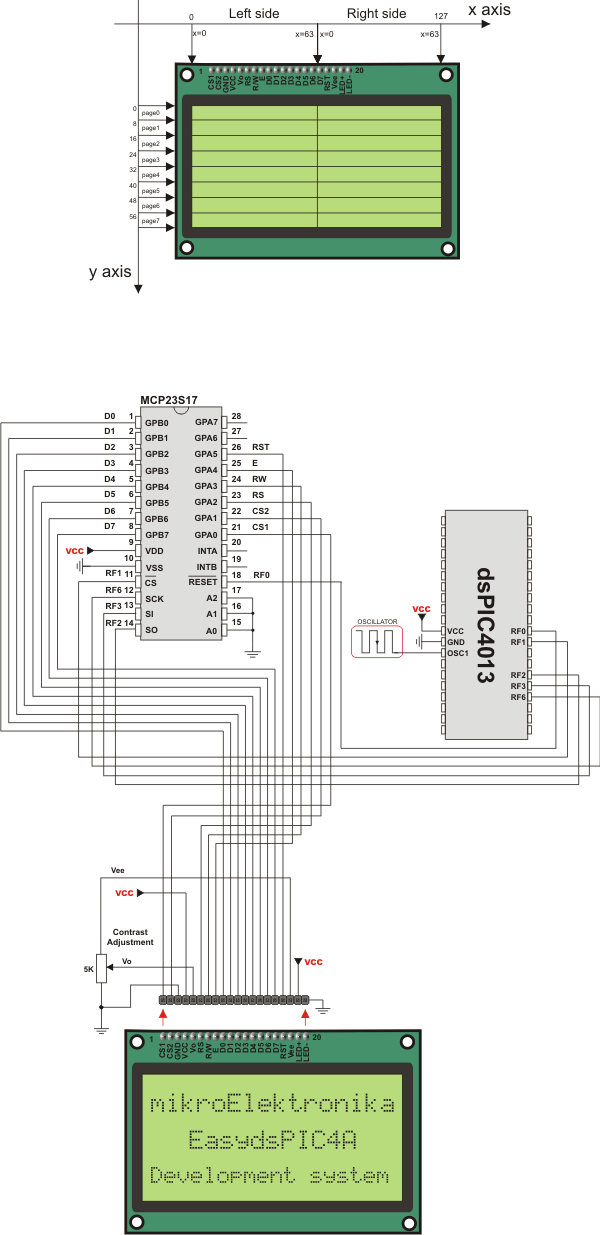 Left side Right side x axis
0 127
x=0 x=63 x=0 x=63
1 20
CS1 CS2 GND VCC Vo RS R/W E D0 D1 D2 D3 D4 D5 D6 D7 RST Vee LED+ LED-
0
page0
8
page1
16
page2
24
page3
32
page4
40
page5
48
page6
56
page7
y axis
MCP23S17
D0 1 GPB0 GPA7 28
D1 2 GPB1 GPA6 27
D2 3 GPB2 GPA5 26 RST
D3 4 GPB3 GPA4 25 E
D4 5 GPB4 GPA3 24 RW
D5 6 GPB5 GPA2 23 RS
D6 7 GPB6 GPA1 22 CS2
D7 8 GPB7 GPA0 21 CS1
vcc 9 VDD INTA 20
10 VSS INTB 19
RF1 11 CS RESET 18 RF0
RF6 12 SCK A2 17
RF3 13 SI A1 16
RF2 14 SO A0 15
dsPIC4013
vcc
OSCILLATOR
VCC RF0
GND RF1
OSC1
RF2
RF3
RF6
Vee
vcc
Contrast
Adjustment
5K Vo
vcc
1 20
CS1 CS2 GND VCC Vo RS R/W E D0 D1 D2 D3 D4 D5 D6 D7 RST Vee LED+ LED-
mikroElektronika
EasydsPIC4A
Development system